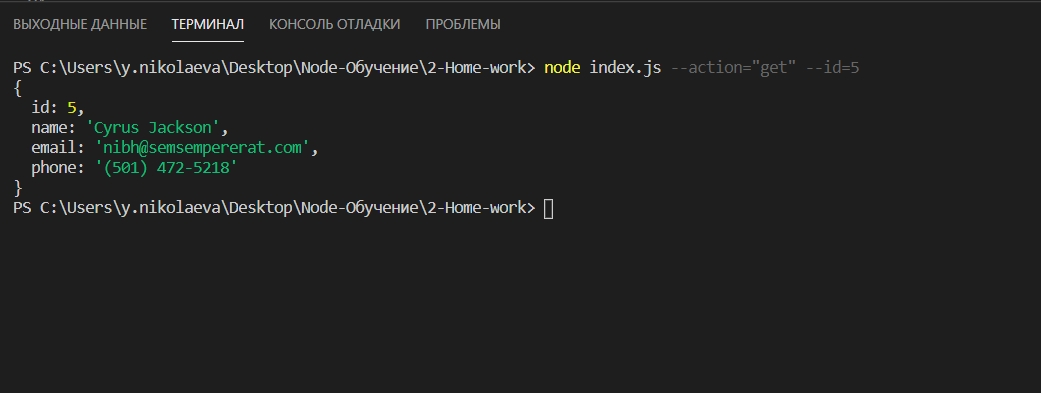 ВЫХОДНЫЕ ДАННЫЕ ТЕРМИНАЛ КОНСОЛЬ ОТЛАДКИ ПРОБЛЕМЫ
PS C:\Users\y.nikolaeva\Desktop\Node-Обучение\2-Home-work> node index.js --action="get" --id=5
{
  id: 5,
  name: 'Cyrus Jackson',
  email: 'nibh@semsempererat.com',
  phone: '(501) 472-5218'
}
PS C:\Users\y.nikolaeva\Desktop\Node-Обучение\2-Home-work>